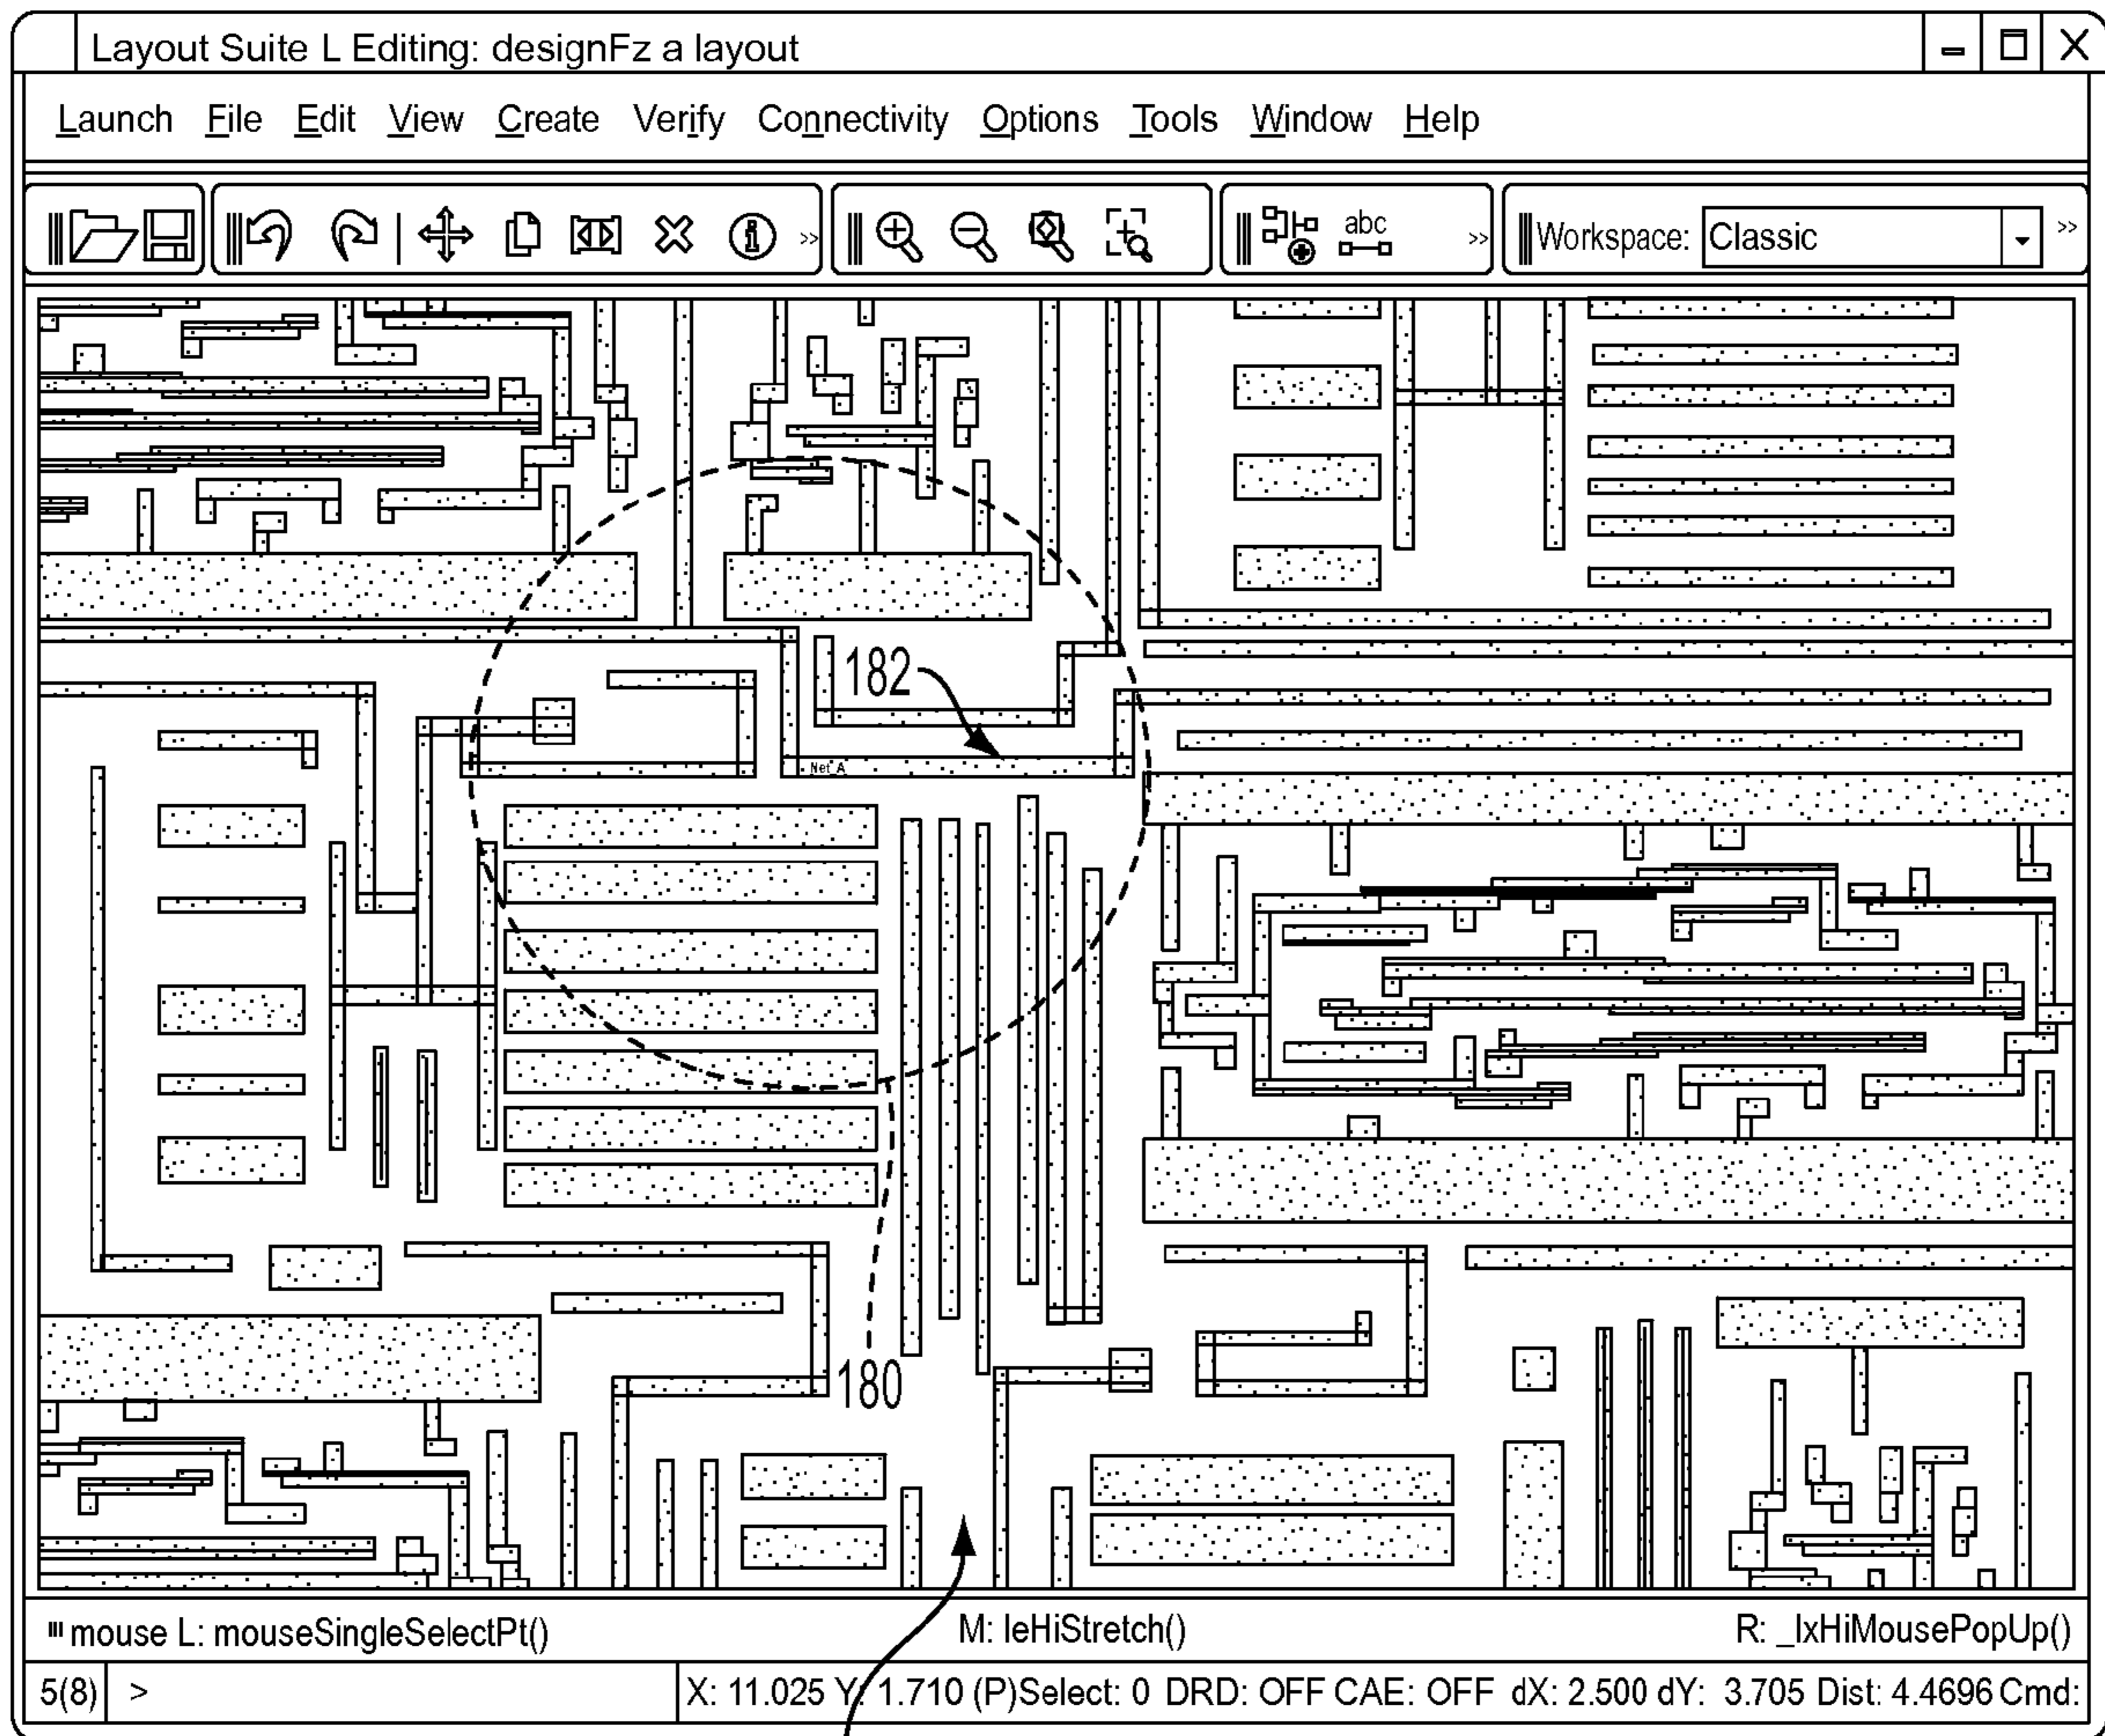 Layout Suite L Editing: designFz a layout
Launch File Edit View Create Verify Connectivity Options Tools Window Help
abc
Workspace: Classic
182
Net_A
180
mouse L: mouseSingleSelectPt() M: leHiStretch() R: _lxHiMousePopUp()
5(8) > X: 11.025 Y: 1.710 (P)Select: 0 DRD: OFF CAE: OFF dX: 2.500 dY: 3.705 Dist: 4.4696 Cmd: